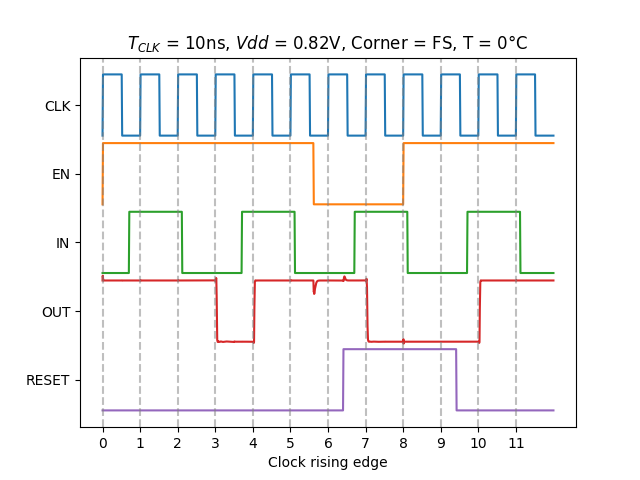 T_CLK = 10ns, Vdd = 0.82V, Corner = FS, T = 0°C
CLK
EN
IN
OUT
RESET
0 1 2 3 4 5 6 7 8 9 10 11
Clock rising edge